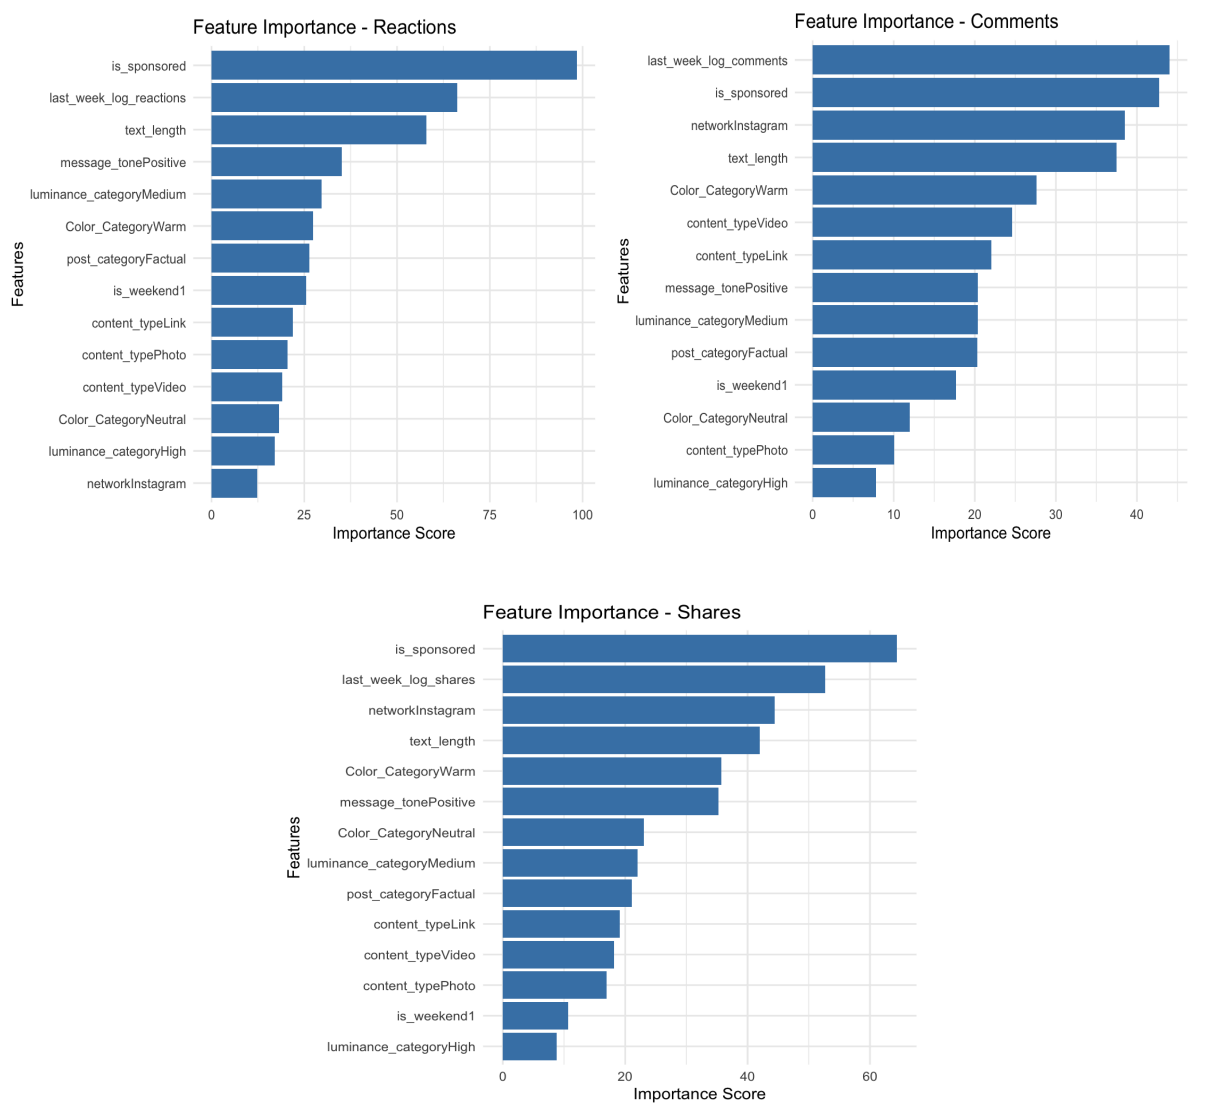 Feature Importance - Reactions
is_sponsored
last_week_log_reactions
text_length
message_tonePositive
luminance_categoryMedium
Color_CategoryWarm
post_categoryFactual
is_weekend1
content_typeLink
content_typePhoto
content_typeVideo
Color_CategoryNeutral
luminance_categoryHigh
networkInstagram
Features
0 25 50 75 100
Importance Score
Feature Importance - Comments
last_week_log_comments
is_sponsored
networkInstagram
text_length
Color_CategoryWarm
content_typeVideo
content_typeLink
message_tonePositive
luminance_categoryMedium
post_categoryFactual
is_weekend1
Color_CategoryNeutral
content_typePhoto
luminance_categoryHigh
Features
0 10 20 30 40
Importance Score
Feature Importance - Shares
is_sponsored
last_week_log_shares
networkInstagram
text_length
Color_CategoryWarm
message_tonePositive
Color_CategoryNeutral
luminance_categoryMedium
post_categoryFactual
content_typeLink
content_typeVideo
content_typePhoto
is_weekend1
luminance_categoryHigh
Features
0 20 40 60
Importance Score